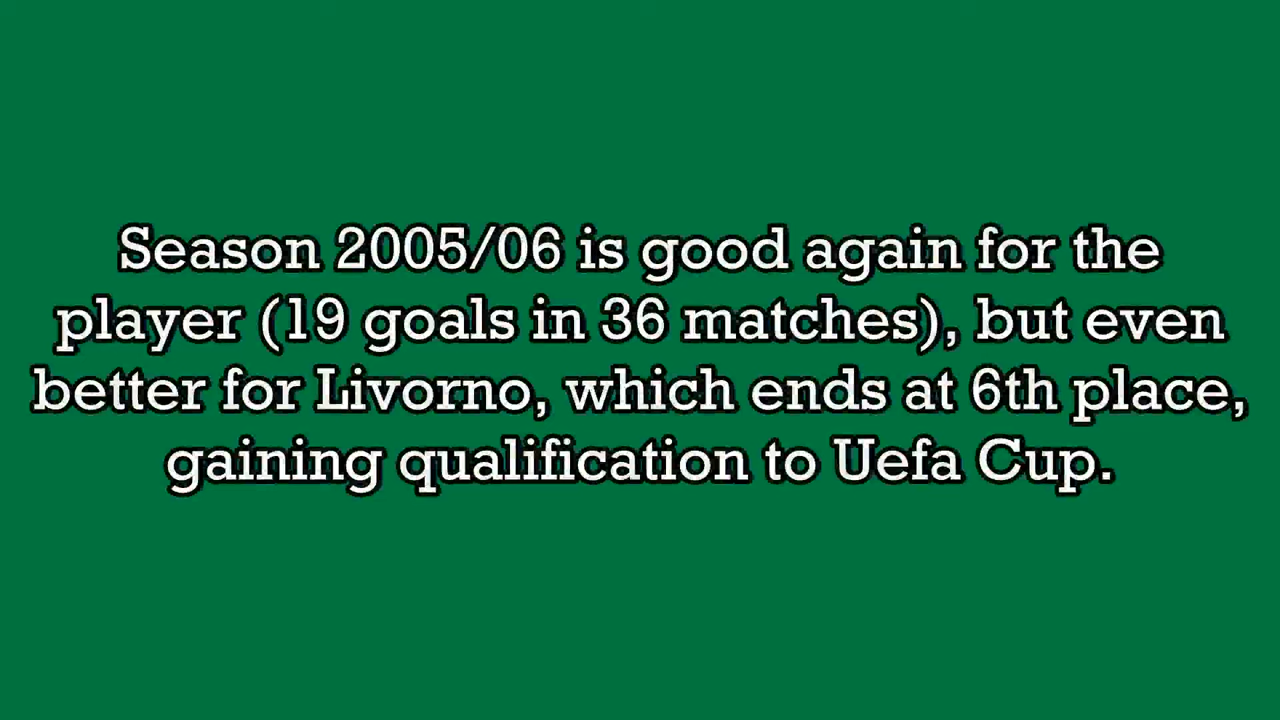 Season 2005/06 is good again for the
player (19 goals in 36 matches), but even
better for Livorno, which ends at 6th place,
gaining qualification to Uefa Cup.